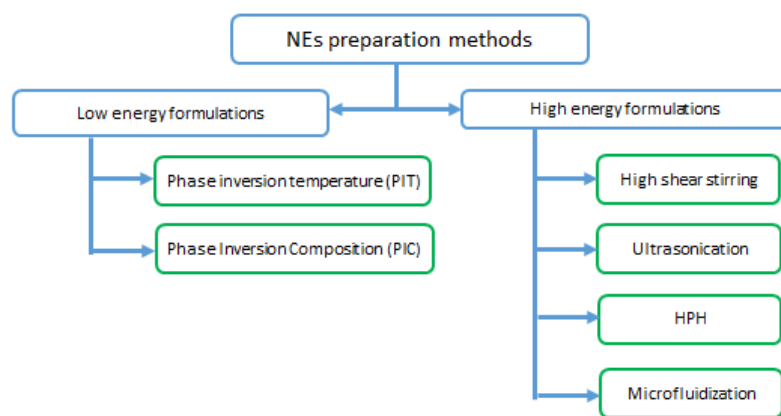 NEs preparation methods
Low energy formulations
High energy formulations
Phase inversion temperature (PIT)
Phase Inversion Composition (PIC)
High shear stirring
Ultrasonication
HPH
Microfluidization